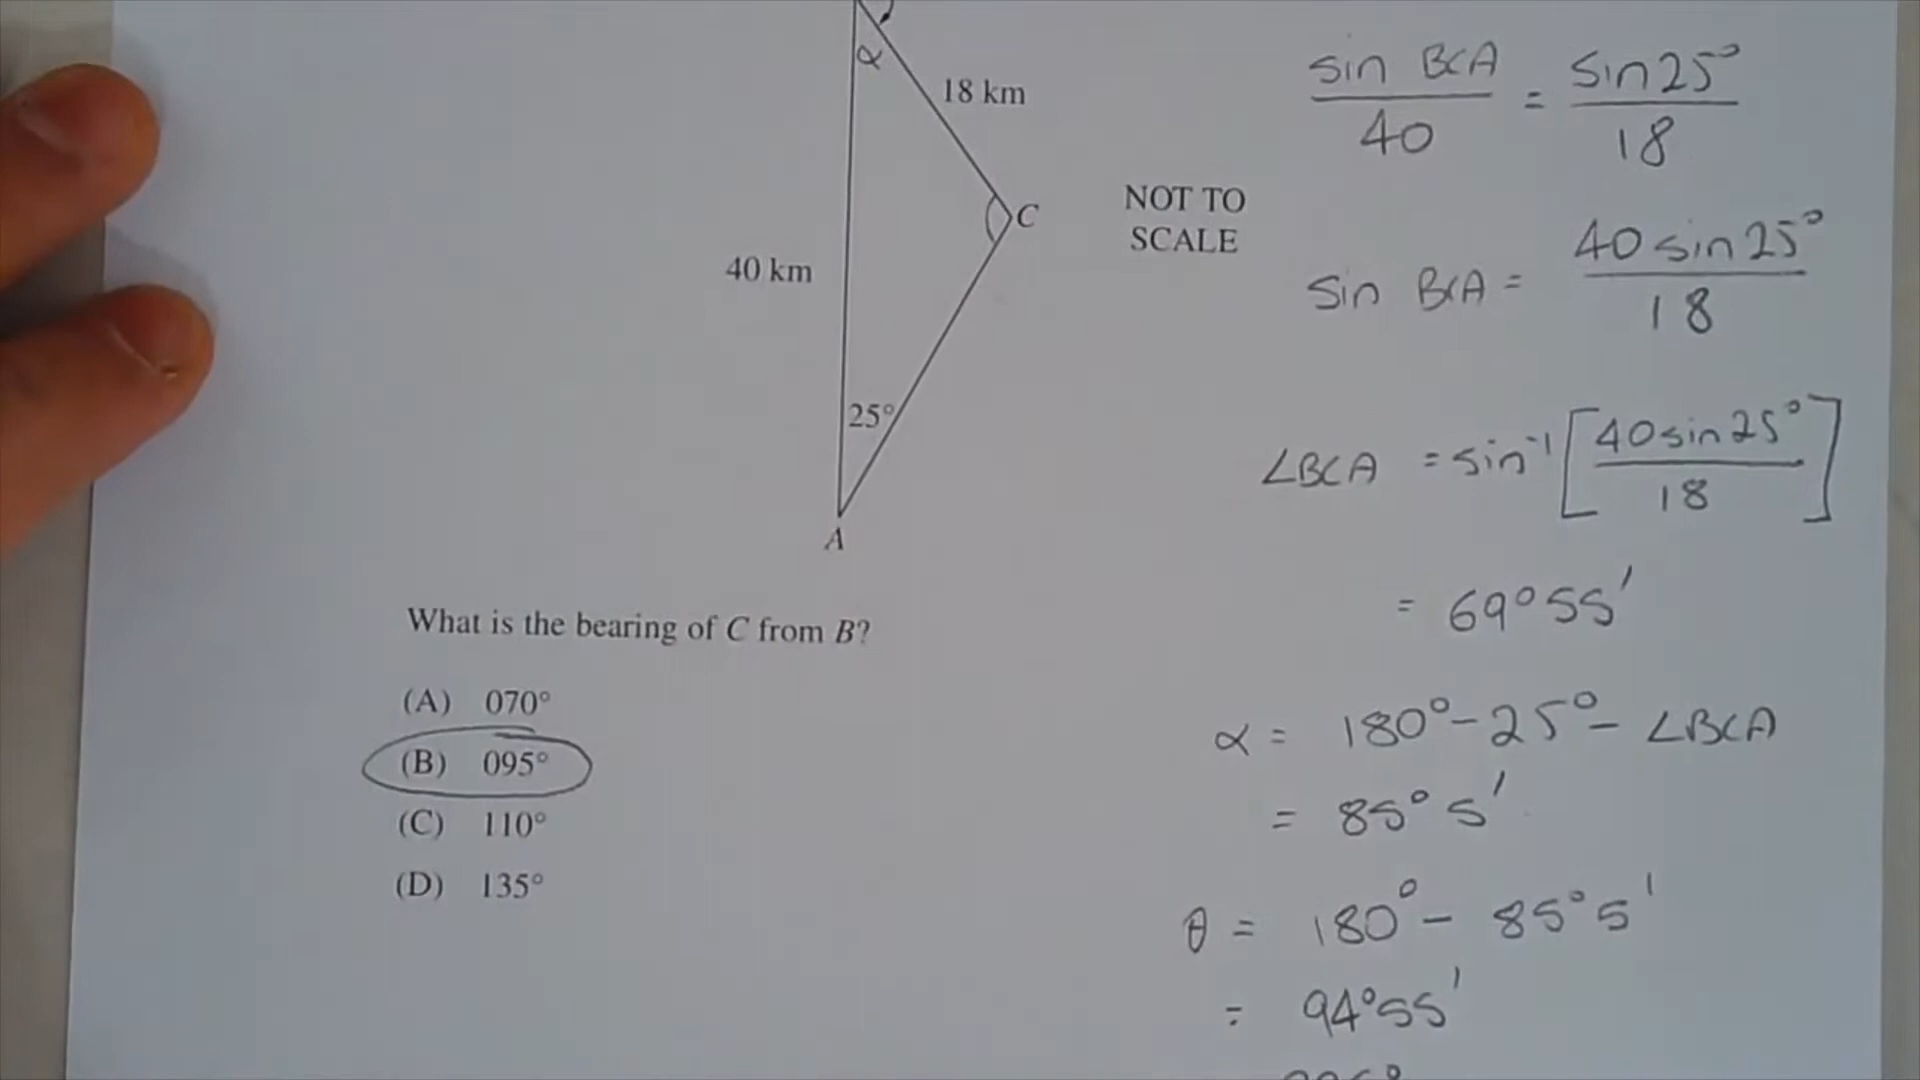 α
18 km
C
NOT TO
SCALE
40 km
25°
A
What is the bearing of C from B?
(A) 070°
(B) 095°
(C) 110°
(D) 135°
sin BCA / 40 = sin 25° / 18
sin BCA = 40 sin 25° / 18
∠BCA = sin⁻¹ [40 sin 25° / 18]
= 69°55'
α = 180° - 25° - ∠BCA
= 85°5'
θ = 180° - 85°5'
= 94°55'